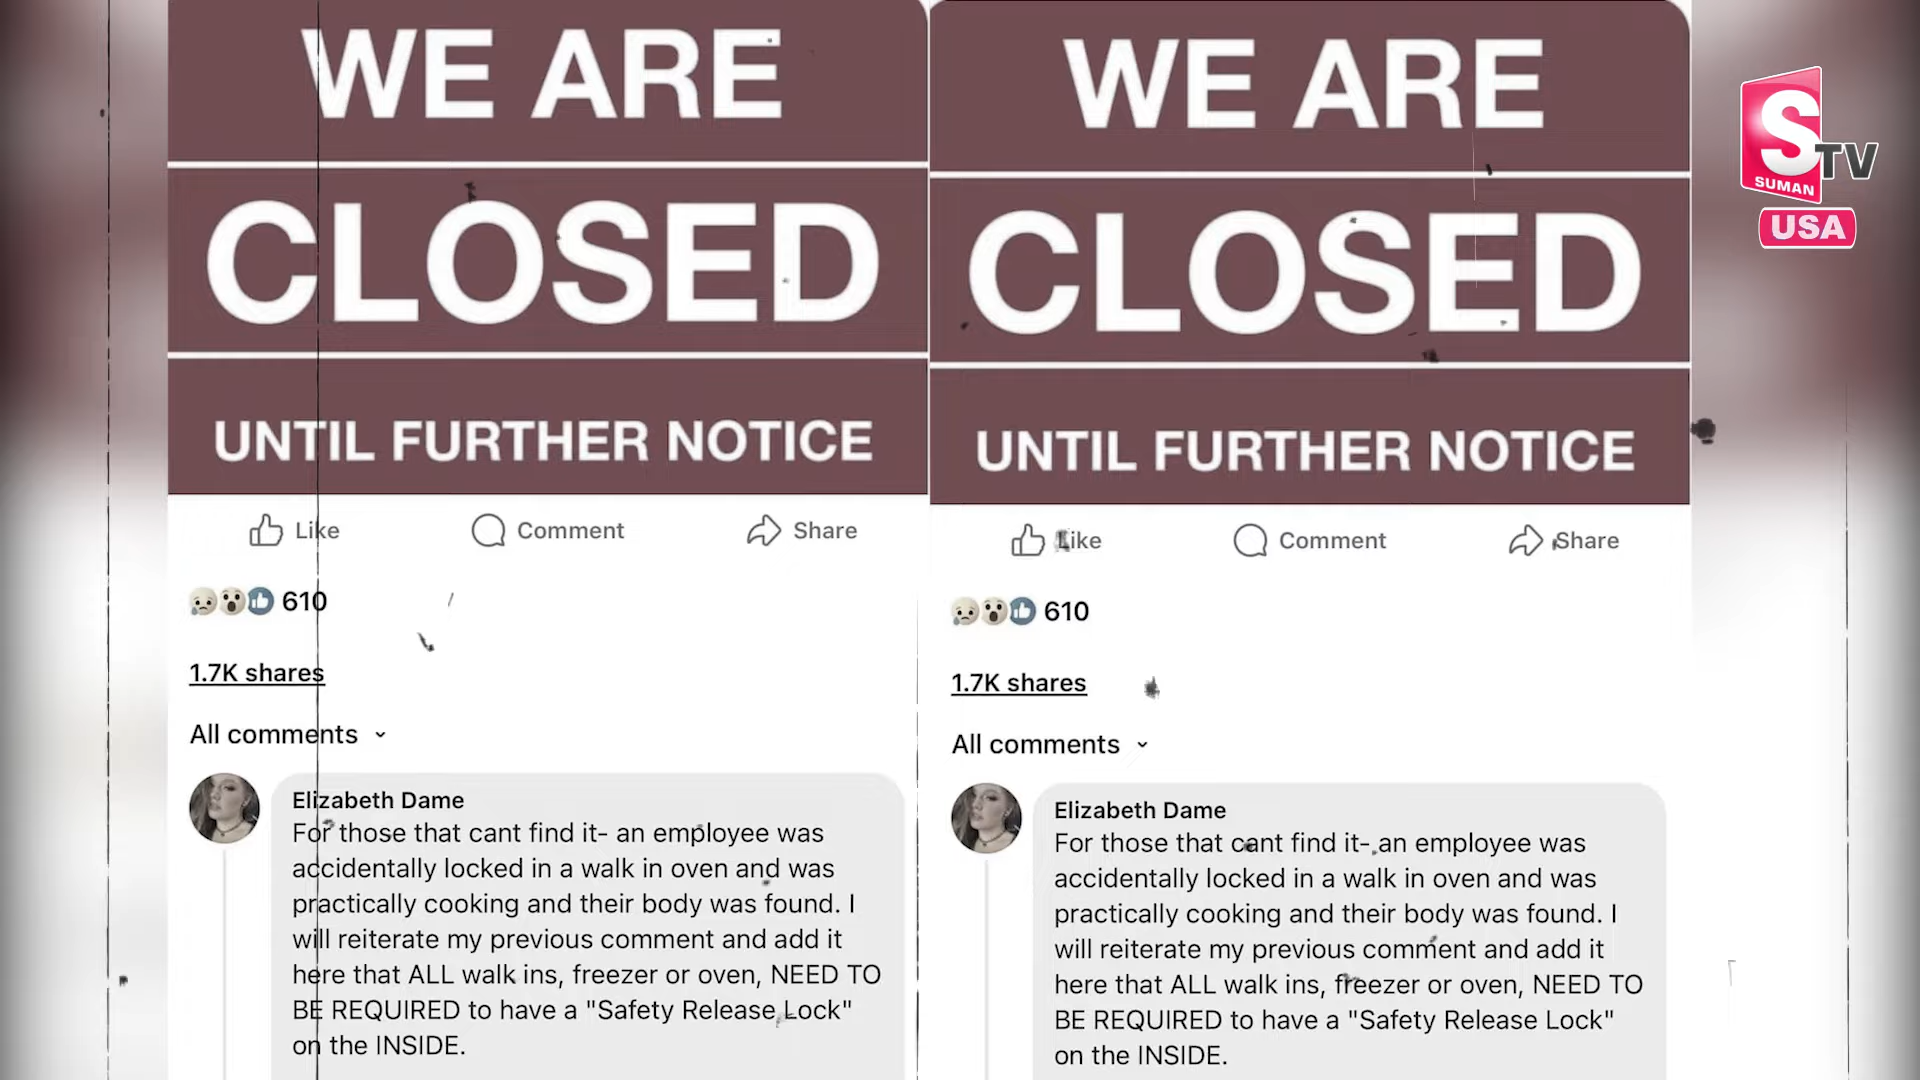 WE ARE
CLOSED
UNTIL FURTHER NOTICE
Like Comment Share
610
1.7K shares
All comments
Elizabeth Dame
For those that cant find it- an employee was
accidentally locked in a walk in oven and was
practically cooking and their body was found. I
will reiterate my previous comment and add it
here that ALL walk ins, freezer or oven, NEED TO
BE REQUIRED to have a "Safety Release Lock"
on the INSIDE.
WE ARE
CLOSED
UNTIL FURTHER NOTICE
Like Comment Share
610
1.7K shares
All comments
Elizabeth Dame
For those that cant find it- an employee was
accidentally locked in a walk in oven and was
practically cooking and their body was found. I
will reiterate my previous comment and add it
here that ALL walk ins, freezer or oven, NEED TO
BE REQUIRED to have a "Safety Release Lock"
on the INSIDE.
S TV
SUMAN
USA